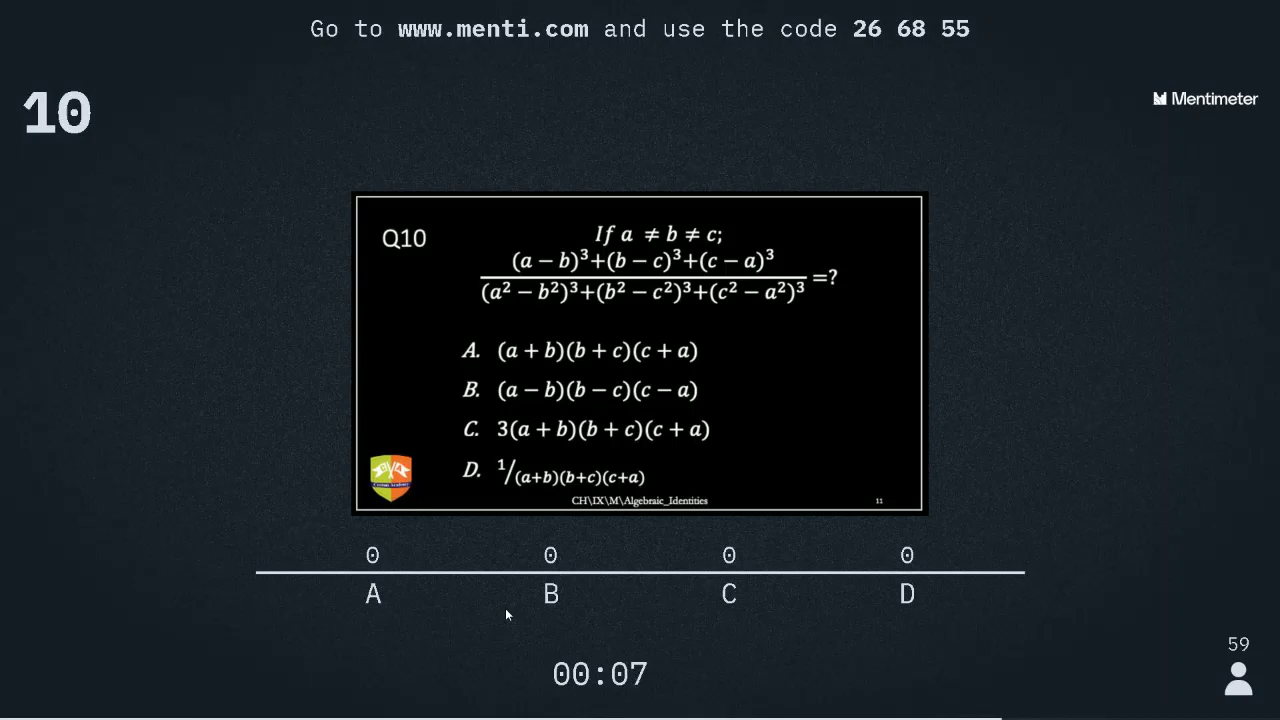 Go to www.menti.com and use the code 26 68 55
10
Mentimeter
Q10
If a ≠ b ≠ c;
(a − b)³+(b − c)³+(c − a)³
(a² − b²)³+(b² − c²)³+(c² − a²)³
=?
A. (a + b)(b + c)(c + a)
B. (a − b)(b − c)(c − a)
C. 3(a + b)(b + c)(c + a)
D. 1/(a+b)(b+c)(c+a)
CH\IX\M\Algebraic_Identities
11
0 0 0 0
A B C D
00:07
59